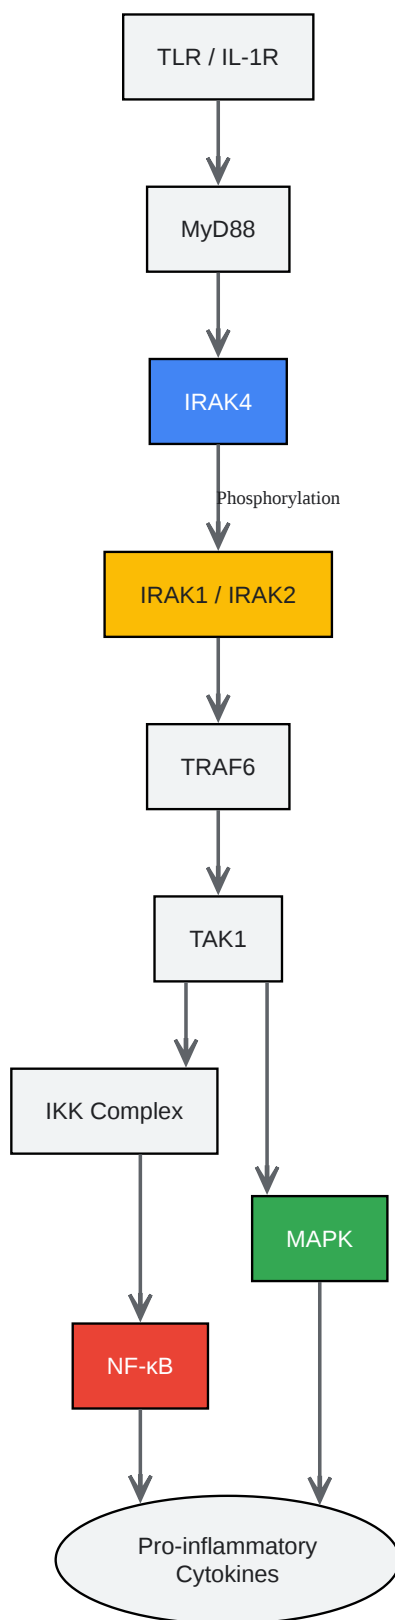 TLR / IL-1R
MyD88
IRAK4
Phosphorylation
IRAK1 / IRAK2
TRAF6
TAK1
IKK Complex
MAPK
NF-κB
Pro-inflammatory
Cytokines